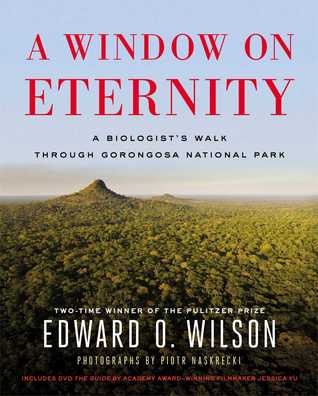 A WINDOW ON
ETERNITY
A BIOLOGIST'S WALK
THROUGH GORONGOSA NATIONAL PARK
TWO-TIME WINNER OF THE PULITZER PRIZE
EDWARD O. WILSON
PHOTOGRAPHS BY PIOTR NASKRECKI
INCLUDES DVD THE GUIDE BY ACADEMY AWARD–WINNING FILMMAKER JESSICA YU